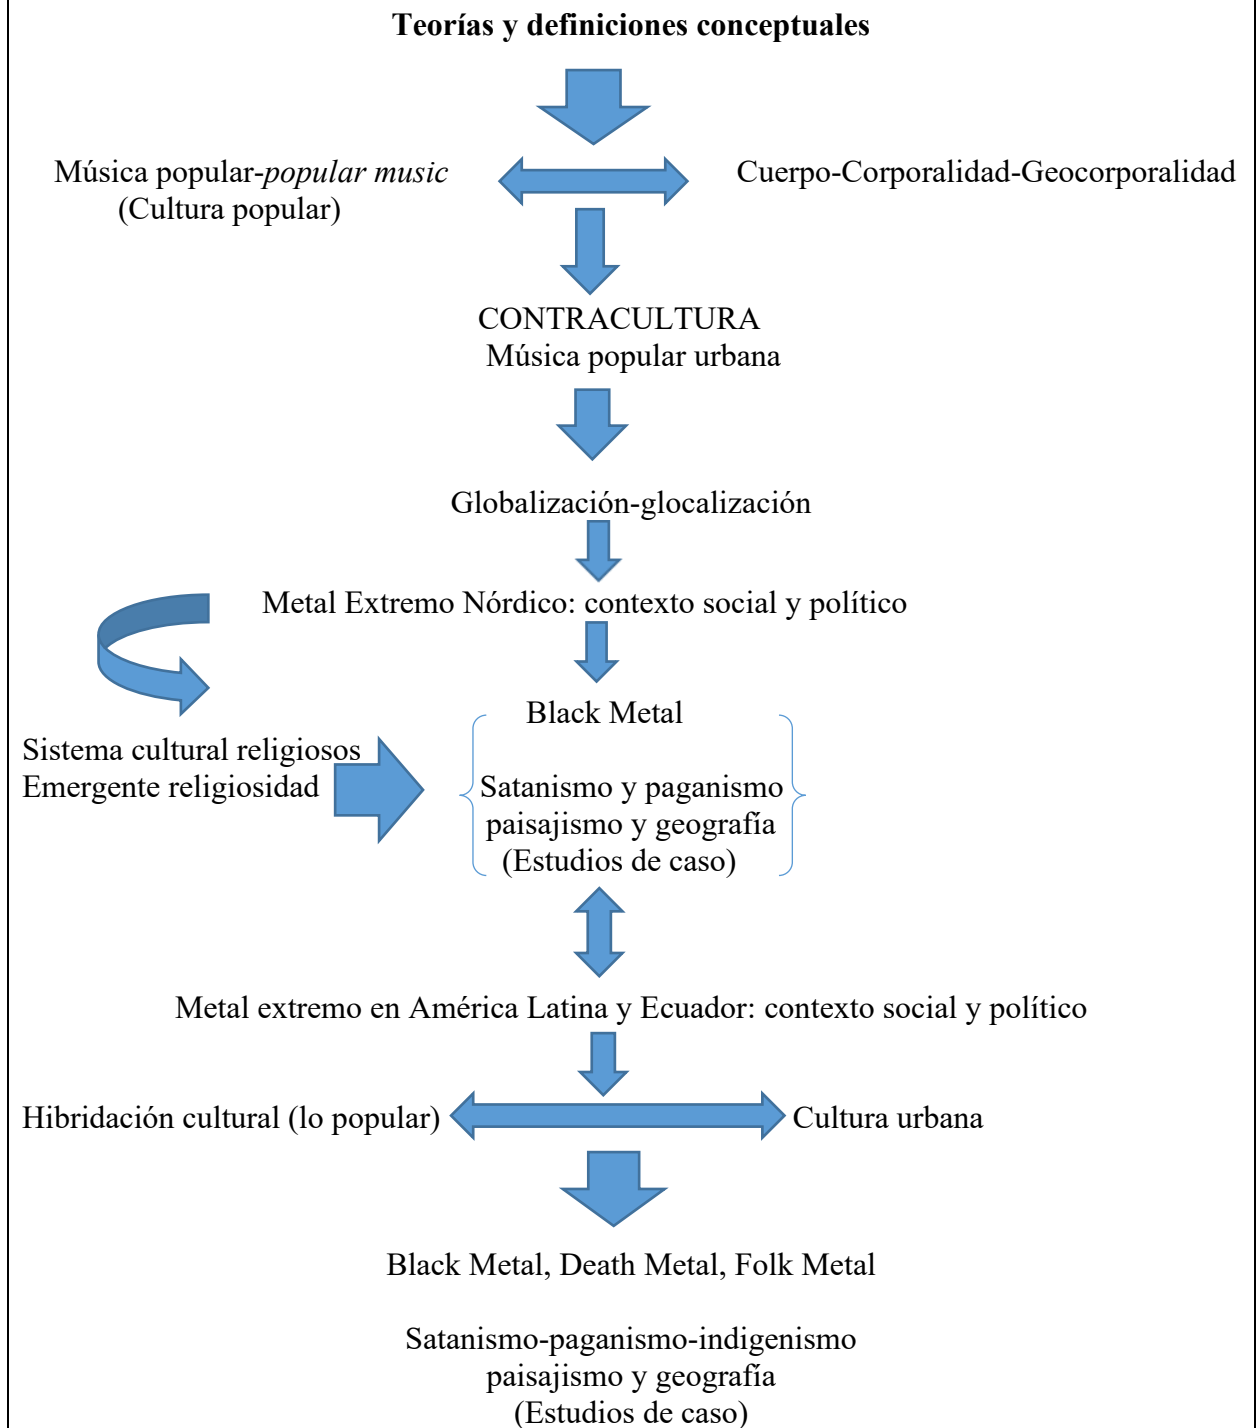 Teorías y definiciones conceptuales
Música popular-popular music
(Cultura popular)
Cuerpo-Corporalidad-Geocorporalidad
CONTRACULTURA
Música popular urbana
Globalización-glocalización
Metal Extremo Nórdico: contexto social y político
Black Metal
Sistema cultural religiosos
Emergente religiosidad
Satanismo y paganismo
paisajismo y geografía
(Estudios de caso)
Metal extremo en América Latina y Ecuador: contexto social y político
Hibridación cultural (lo popular)
Cultura urbana
Black Metal, Death Metal, Folk Metal
Satanismo-paganismo-indigenismo
paisajismo y geografía
(Estudios de caso)